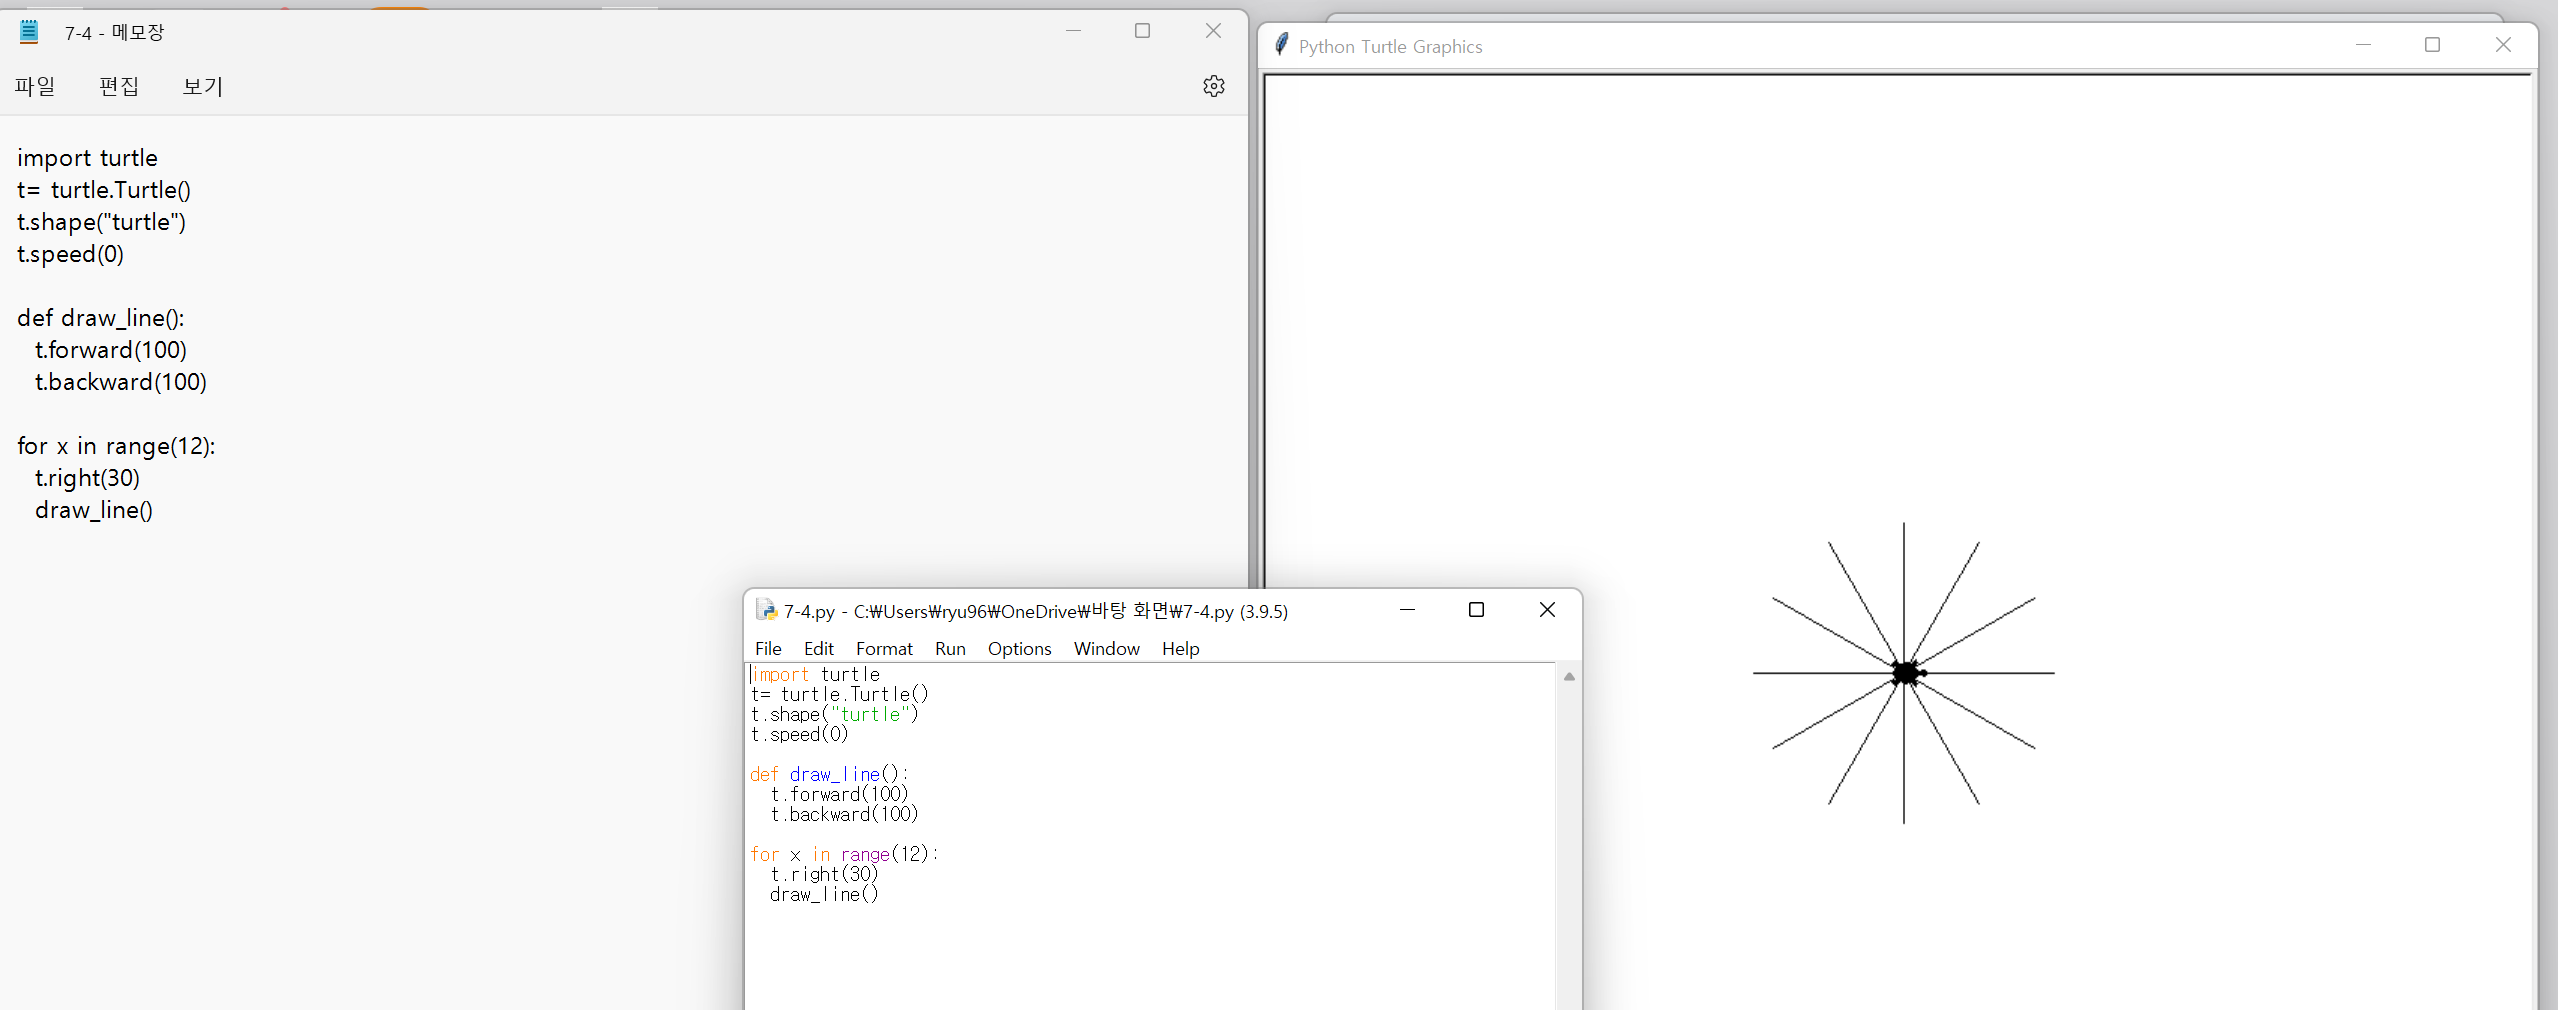 7-4 - 메모장
파일 편집 보기
import turtle
t= turtle.Turtle()
t.shape("turtle")
t.speed(0)
def draw_line():
t.forward(100)
t.backward(100)
for x in range(12):
t.right(30)
draw_line()
Python Turtle Graphics
7-4.py - C:₩Users₩ryu96₩OneDrive₩바탕 화면₩7-4.py (3.9.5)
File Edit Format Run Options Window Help
import turtle
t= turtle.Turtle()
t.shape("turtle")
t.speed(0)
def draw_line():
t.forward(100)
t.backward(100)
for x in range(12):
t.right(30)
draw_line()